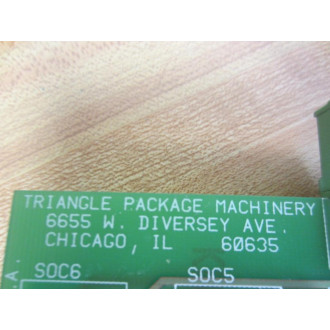 TRIANGLE PACKAGE MACHINERY
6655 W. DIVERSEY AVE.
CHICAGO, IL 60635
SOC6 SOC5